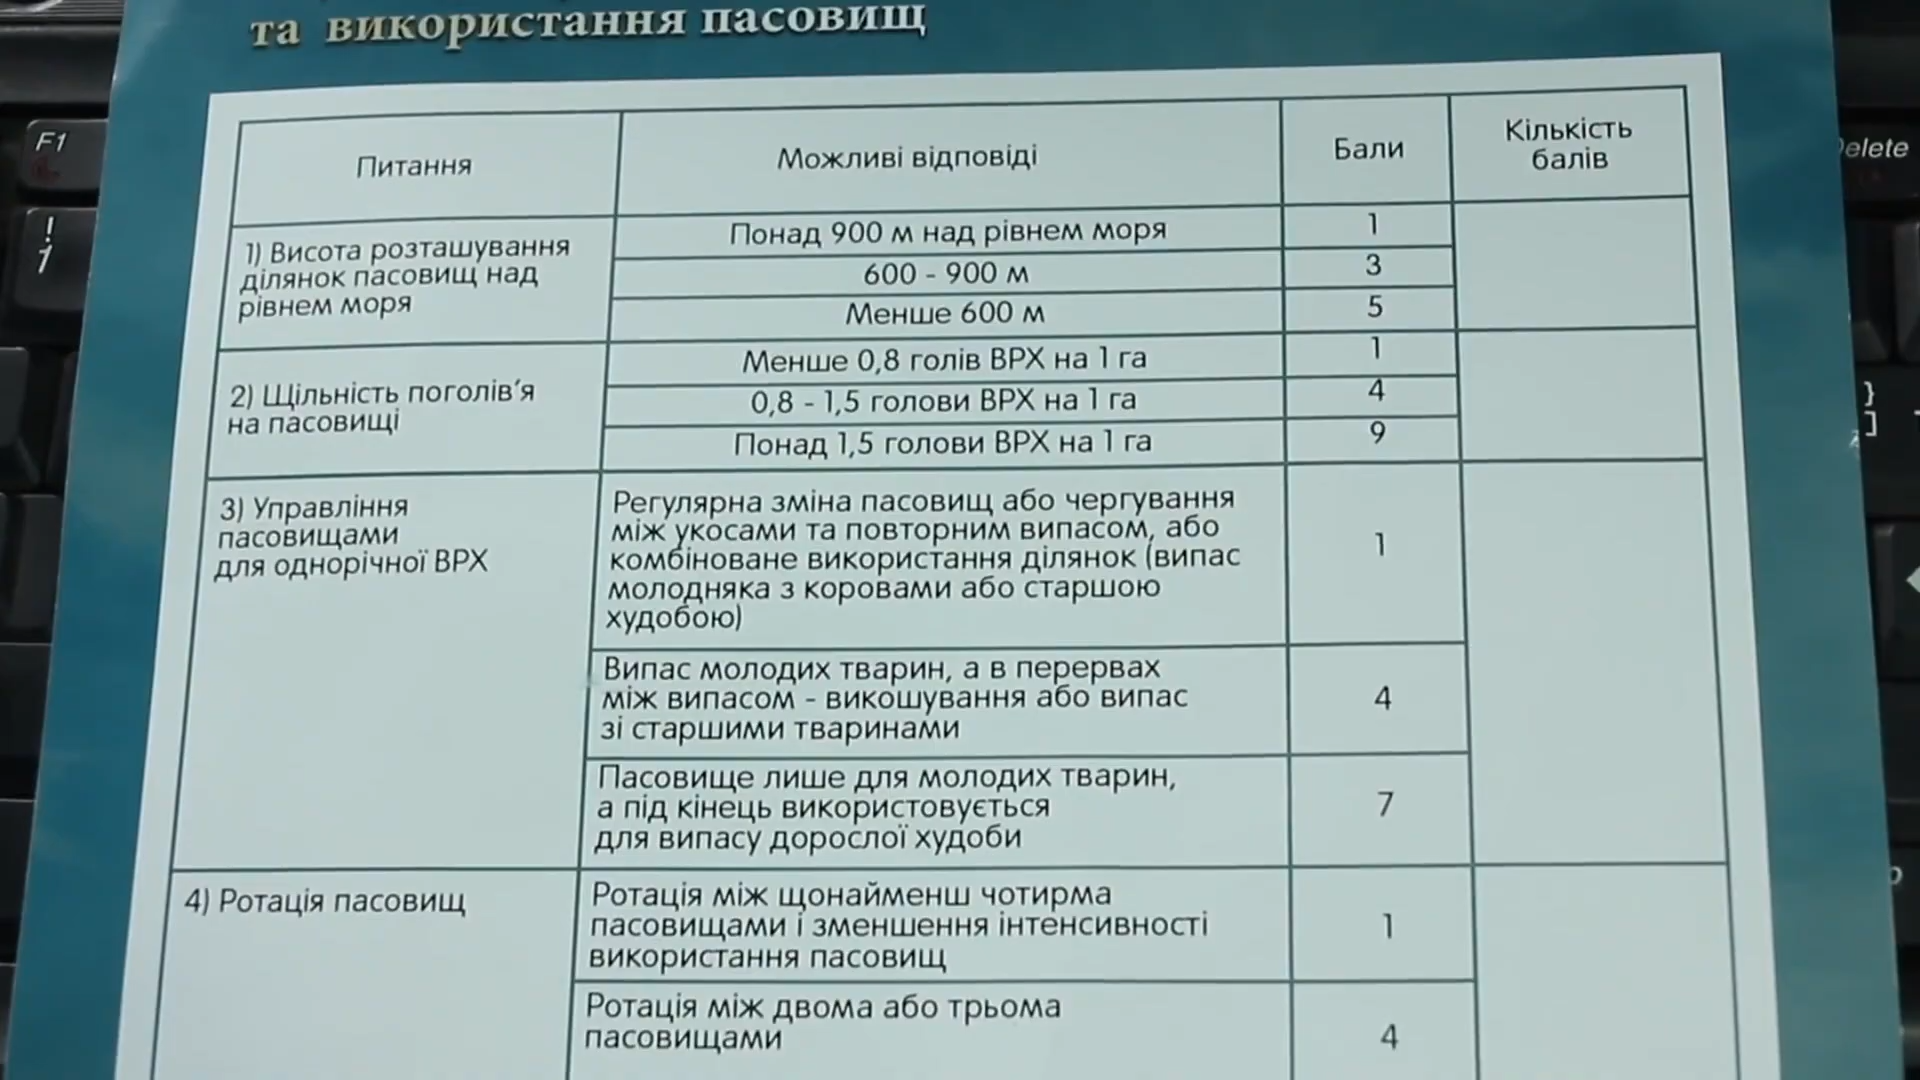 та використання пасовищ
Питання
Можливі відповіді
Бали
Кількість
балів
1) Висота розташування
ділянок пасовищ над
рівнем моря
Понад 900 м над рівнем моря
1
600 - 900 м
3
Менше 600 м
5
2) Щільність поголів’я
на пасовищі
Менше 0,8 голів ВРХ на 1 га
1
0,8 - 1,5 голови ВРХ на 1 га
4
Понад 1,5 голови ВРХ на 1 га
9
3) Управління
пасовищами
для однорічної ВРХ
Регулярна зміна пасовищ або чергування
між укосами та повторним випасом, або
комбіноване використання ділянок (випас
молодняка з коровами або старшою
худобою)
1
Випас молодих тварин, а в перервах
між випасом - викошування або випас
зі старшими тваринами
4
Пасовище лише для молодих тварин,
а під кінець використовується
для випасу дорослої худоби
7
4) Ротація пасовищ
Ротація між щонайменш чотирма
пасовищами і зменшення інтенсивності
використання пасовищ
1
Ротація між двома або трьома
пасовищами
4
F1
!
1
Delete
}
]